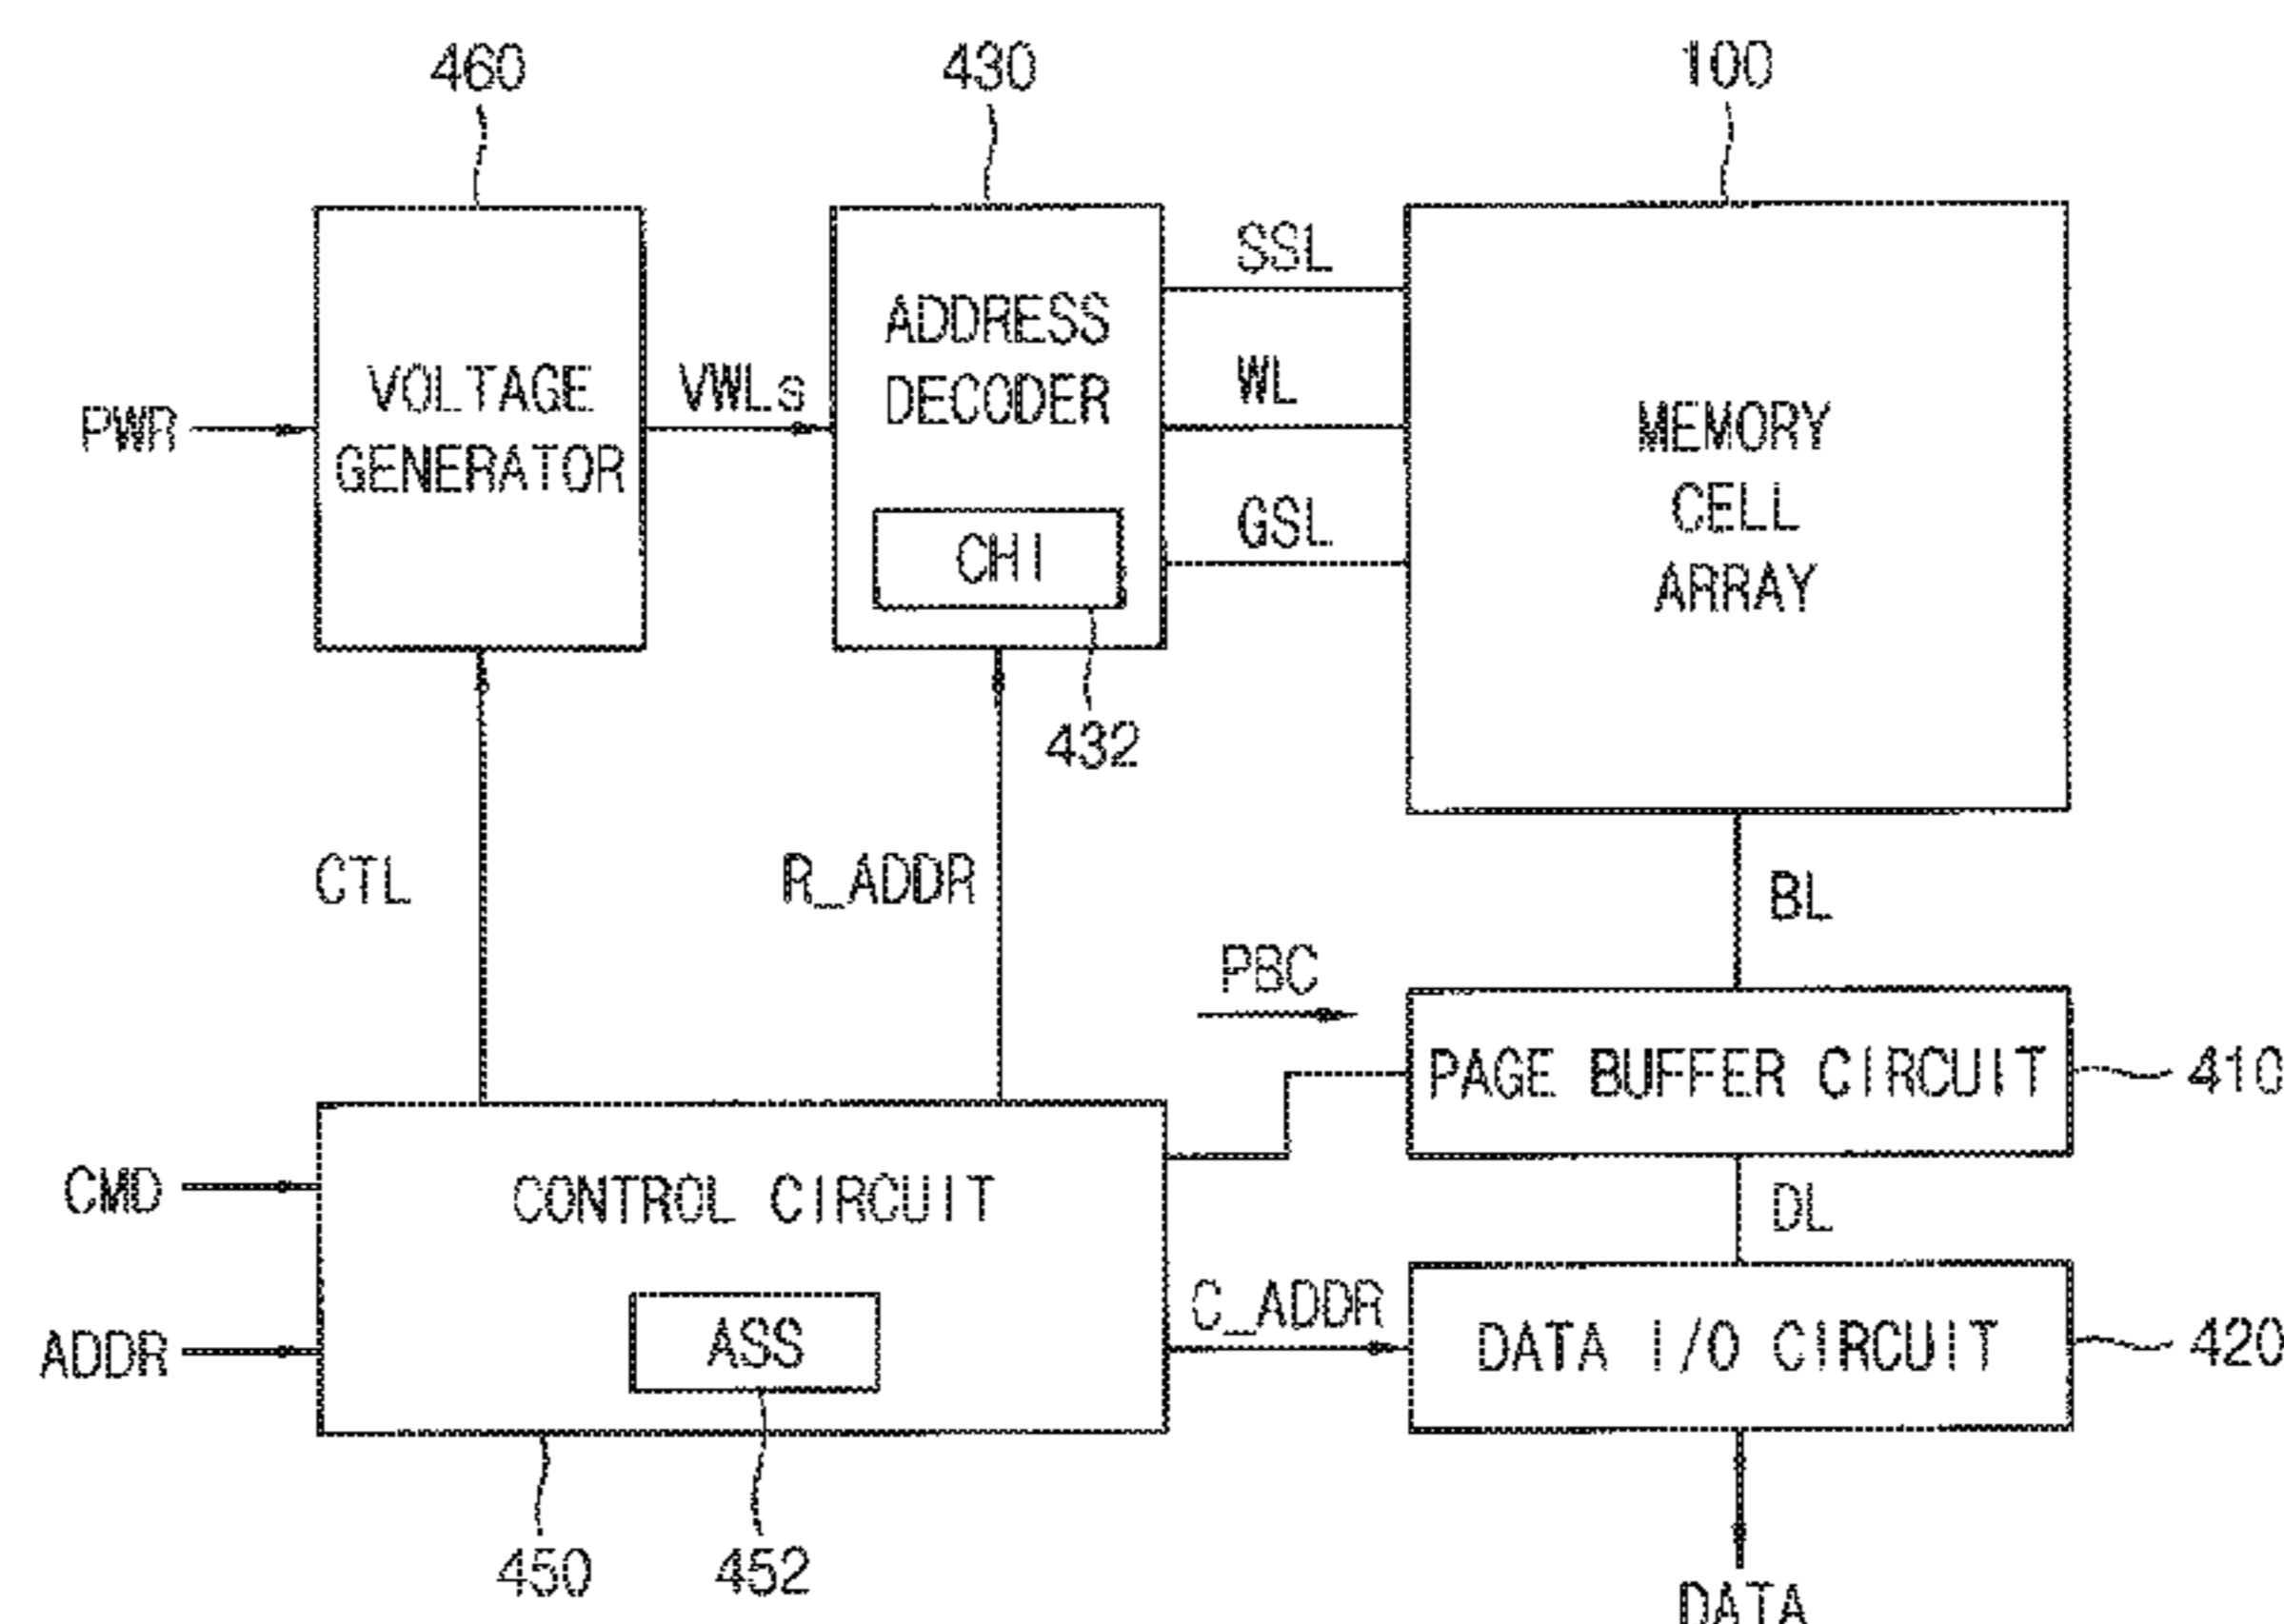 460
430
100
SSL
ADDRESS
DECODER
VOLTAGE
GENERATOR
VWLs
WL
MEMORY
CELL
ARRAY
PWR
GSL
CHI
432
CTL
R_ADDR
BL
PBC
PAGE BUFFER CIRCUIT
410
CMD
CONTROL CIRCUIT
DL
C_ADDR
ADDR
ASS
DATA I/O CIRCUIT
420
450
452
DATA